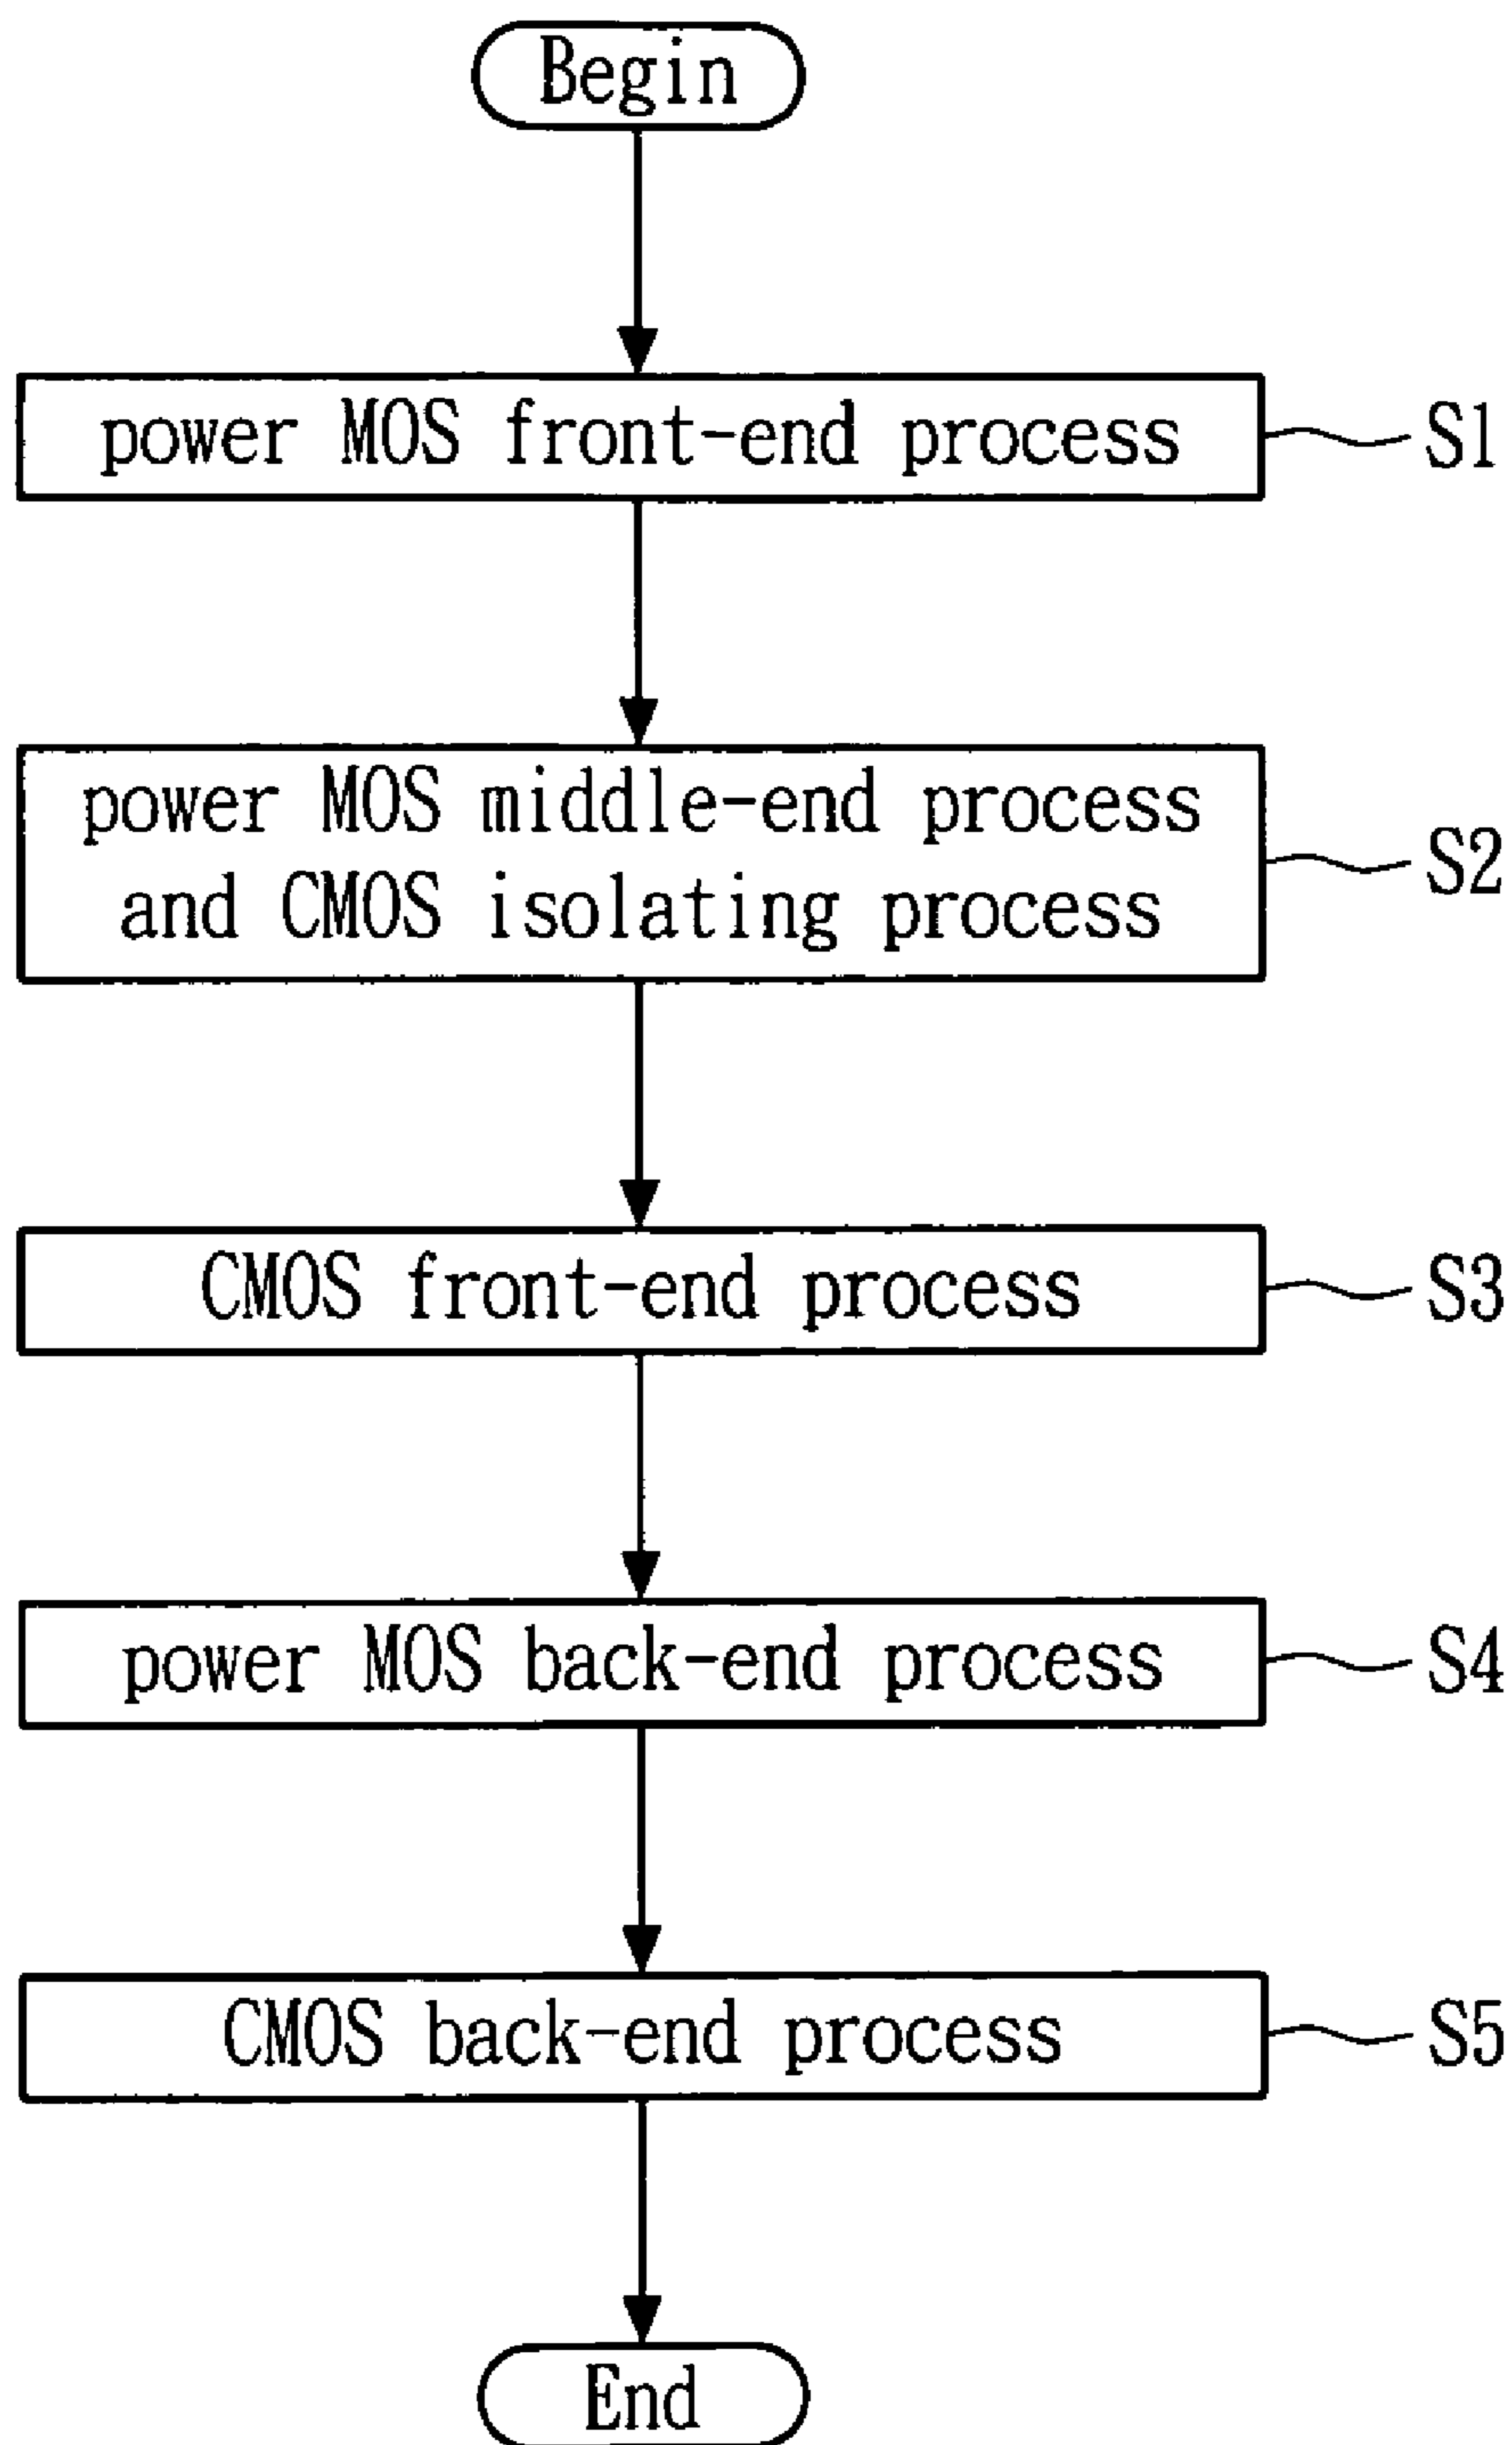 Begin
power MOS front-end process
S1
power MOS middle-end process
and CMOS isolating process
S2
CMOS front-end process
S3
power MOS back-end process
S4
CMOS back-end process
S5
End